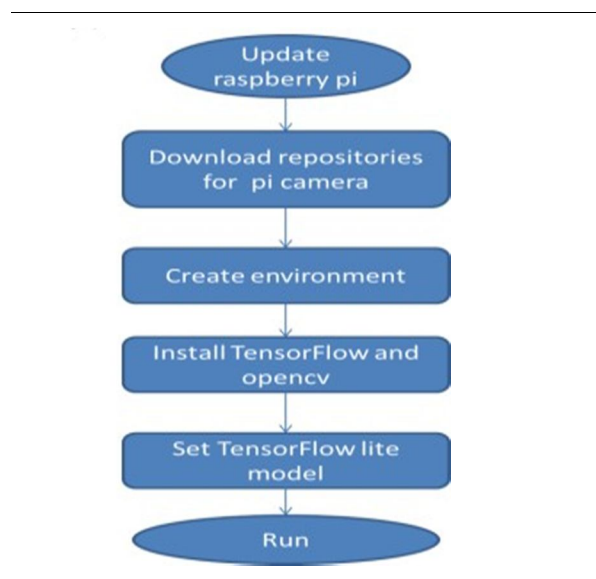 Update
raspberry pi
Download repositories
for pi camera
Create environment
Install TensorFlow and
opencv
Set TensorFlow lite
model
Run